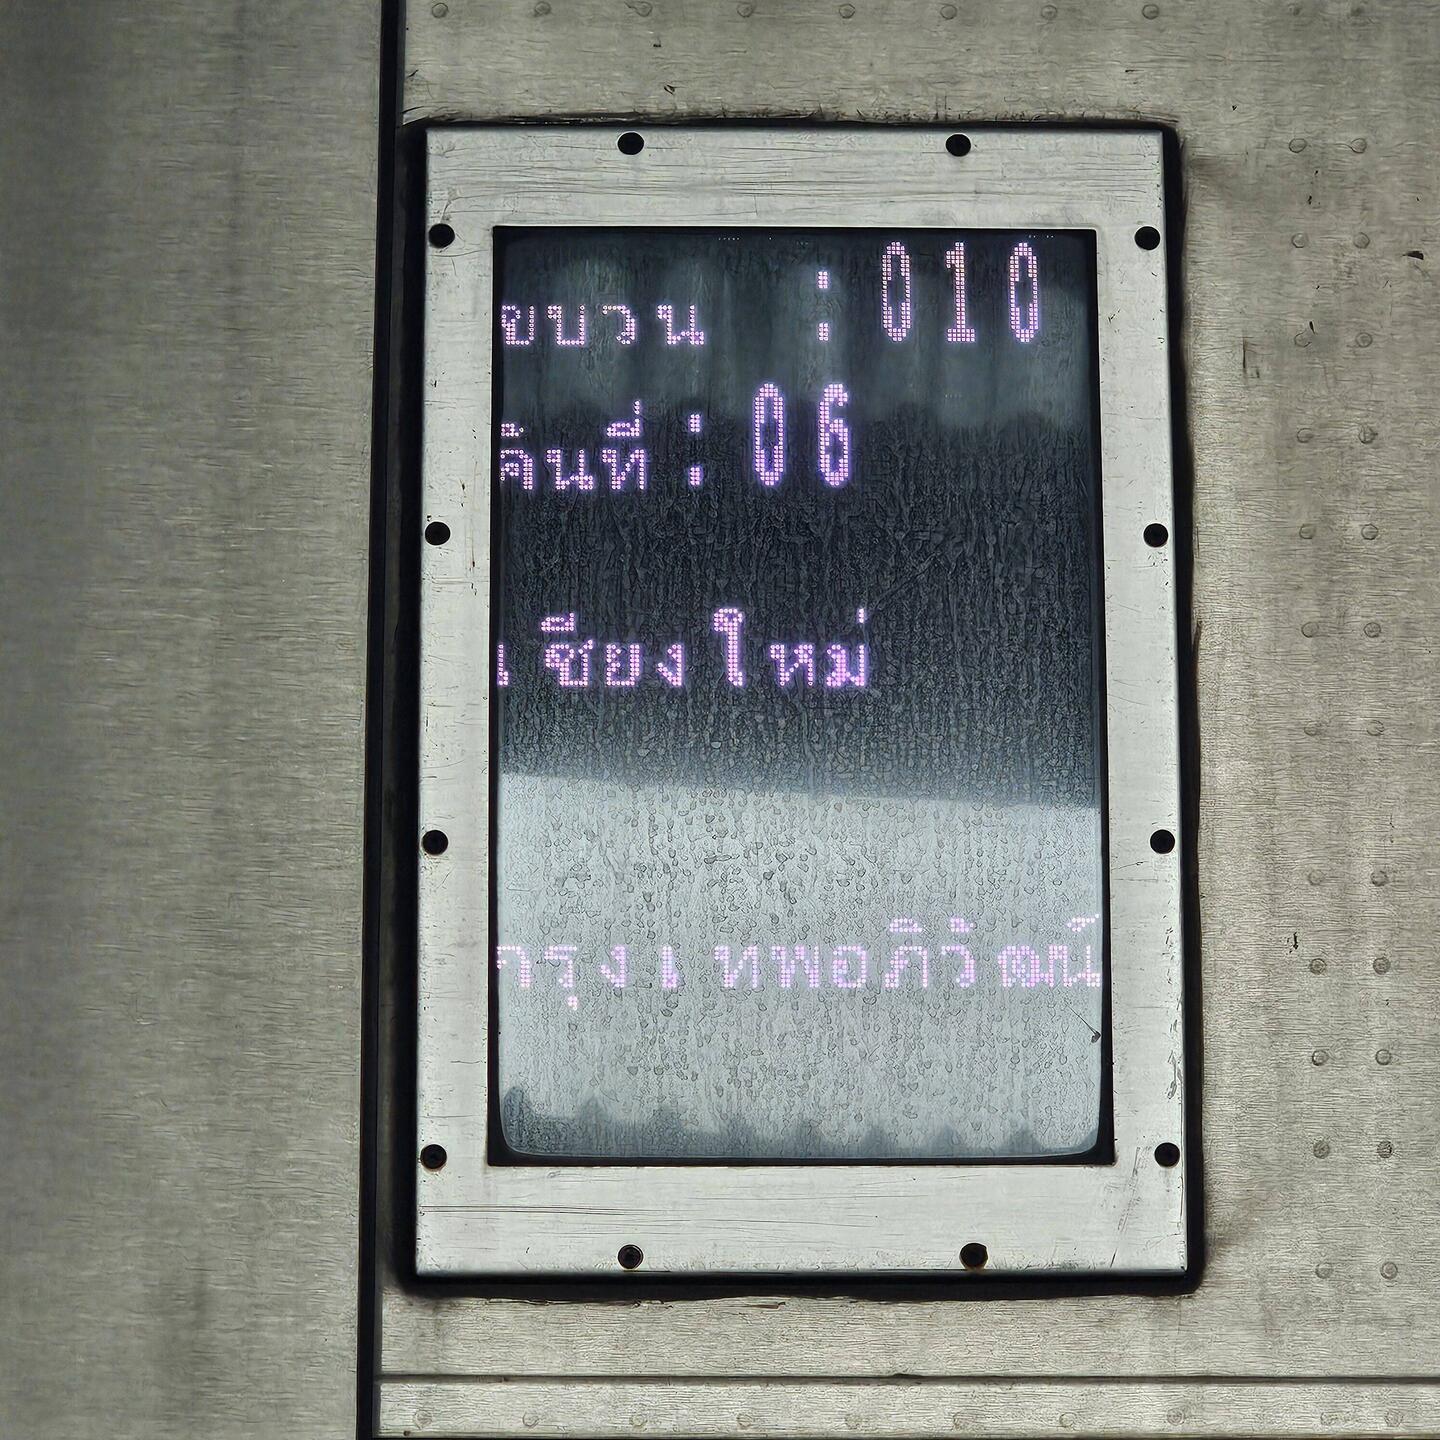 ขบวน : 010
คันที่ : 06
เชียงใหม่
กรุงเทพอภิวัฒน์